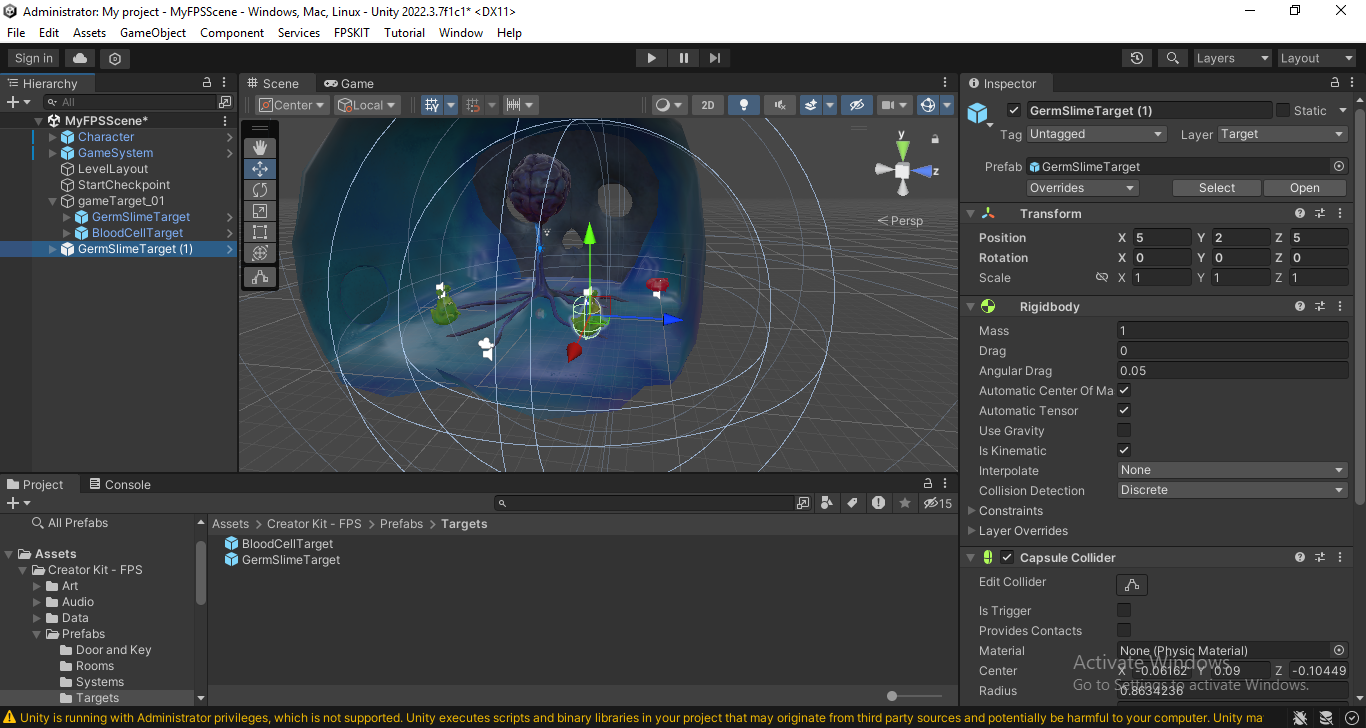 Administrator: My project - MyFPSScene - Windows, Mac, Linux - Unity 2022.3.7f1c1* <DX11>
File Edit Assets GameObject Component Services FPSKIT Tutorial Window Help
Sign in Layers Layout
Hierarchy
All
MyFPSScene*
Character
GameSystem
LevelLayout
StartCheckpoint
gameTarget_01
GermSlimeTarget
BloodCellTarget
GermSlimeTarget (1)
Scene Game
Center Local 2D
y
z
Persp
Inspector
GermSlimeTarget (1) Static
Tag Untagged Layer Target
Prefab GermSlimeTarget
Overrides Select Open
Transform
Position X 5 Y 2 Z 5
Rotation X 0 Y 0 Z 0
Scale X 1 Y 1 Z 1
Rigidbody
Mass 1
Drag 0
Angular Drag 0.05
Automatic Center Of Ma
Automatic Tensor
Use Gravity
Is Kinematic
Interpolate None
Collision Detection Discrete
Constraints
Layer Overrides
Capsule Collider
Edit Collider
Is Trigger
Provides Contacts
Material None (Physic Material)
Center X -0.06162 Y 0.09 Z -0.10449
Radius 0.8634236
Activate Windows
Go to Settings to activate Windows.
Project Console
15
All Prefabs
Assets
Creator Kit - FPS
Art
Audio
Data
Prefabs
Door and Key
Rooms
Systems
Targets
Assets > Creator Kit - FPS > Prefabs > Targets
BloodCellTarget
GermSlimeTarget
Unity is running with Administrator privileges, which is not supported. Unity executes scripts and binary libraries in your project that may originate from third party sources and potentially be harmful to your computer. Unity ma